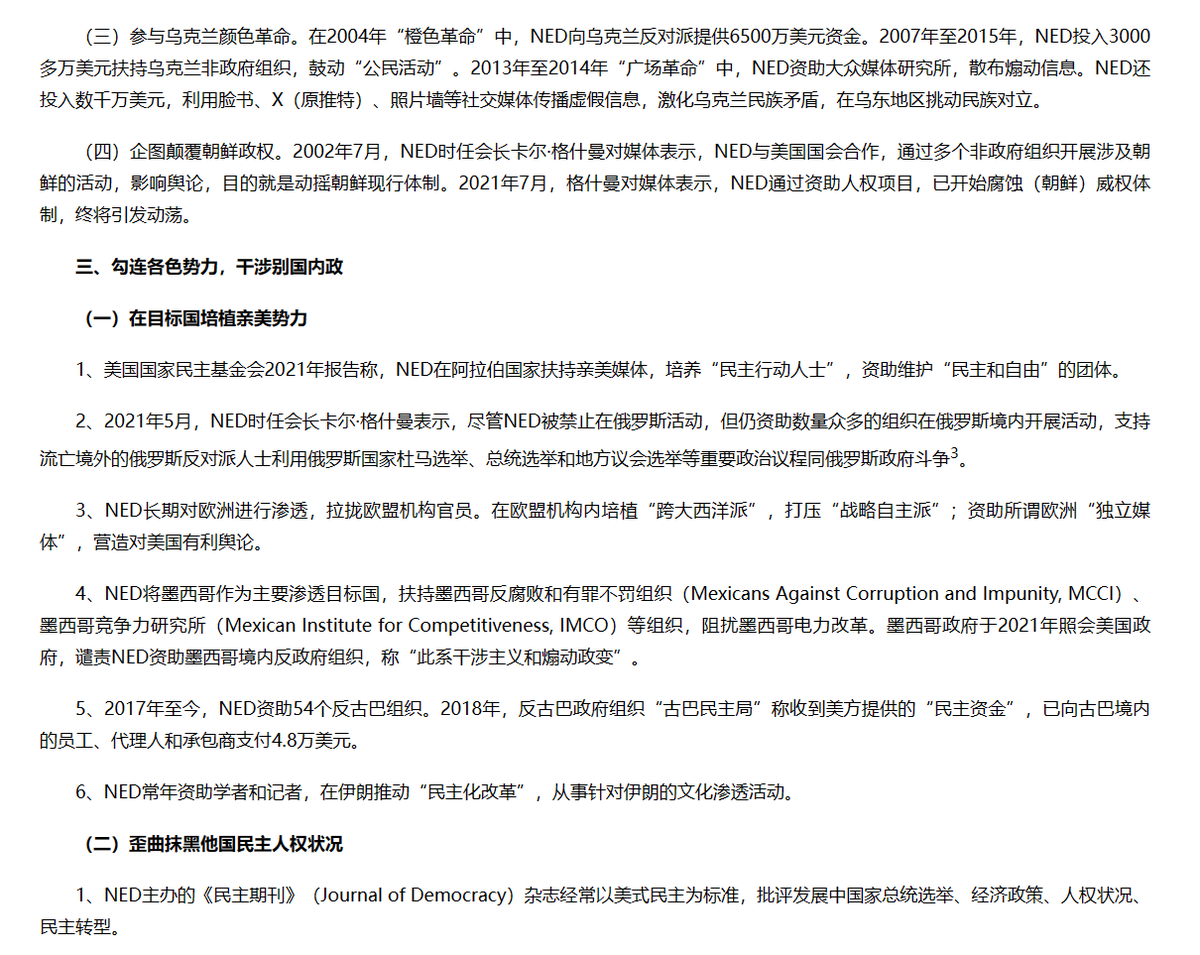 （三）参与乌克兰颜色革命。在2004年“橙色革命”中，NED向乌克兰反对派提供6500万美元资金。2007年至2015年，NED投入3000
多万美元扶持乌克兰非政府组织，鼓动“公民活动”。2013年至2014年“广场革命”中，NED资助大众媒体研究所，散布煽动信息。NED还
投入数千万美元，利用脸书、X（原推特）、照片墙等社交媒体传播虚假信息，激化乌克兰民族矛盾，在乌东地区挑动民族对立。
（四）企图颠覆朝鲜政权。2002年7月，NED时任会长卡尔·格什曼对媒体表示，NED与美国国会合作，通过多个非政府组织开展涉及朝
鲜的活动，影响舆论，目的就是动摇朝鲜现行体制。2021年7月，格什曼对媒体表示，NED通过资助人权项目，已开始腐蚀（朝鲜）威权体
制，终将引发动荡。
三、勾连各色势力，干涉别国内政
（一）在目标国培植亲美势力
1、美国国家民主基金会2021年报告称，NED在阿拉伯国家扶持亲美媒体，培养“民主行动人士”，资助维护“民主和自由”的团体。
2、2021年5月，NED时任会长卡尔·格什曼表示，尽管NED被禁止在俄罗斯活动，但仍资助数量众多的组织在俄罗斯境内开展活动，支持
流亡境外的俄罗斯反对派人士利用俄罗斯国家杜马选举、总统选举和地方议会选举等重要政治议程同俄罗斯政府斗争3。
3、NED长期对欧洲进行渗透，拉拢欧盟机构官员。在欧盟机构内培植“跨大西洋派”，打压“战略自主派”；资助所谓欧洲“独立媒
体”，营造对美国有利舆论。
4、NED将墨西哥作为主要渗透目标国，扶持墨西哥反腐败和有罪不罚组织（Mexicans Against Corruption and Impunity, MCCI）、
墨西哥竞争力研究所（Mexican Institute for Competitiveness, IMCO）等组织，阻扰墨西哥电力改革。墨西哥政府于2021年照会美国政
府，谴责NED资助墨西哥境内反政府组织，称“此系干涉主义和煽动政变”。
5、2017年至今，NED资助54个反古巴组织。2018年，反古巴政府组织“古巴民主局”称收到美方提供的“民主资金”，已向古巴境内
的员工、代理人和承包商支付4.8万美元。
6、NED常年资助学者和记者，在伊朗推动“民主化改革”，从事针对伊朗的文化渗透活动。
（二）歪曲抹黑他国民主人权状况
1、NED主办的《民主期刊》（Journal of Democracy）杂志经常以美式民主为标准，批评发展中国家总统选举、经济政策、人权状况、
民主转型。